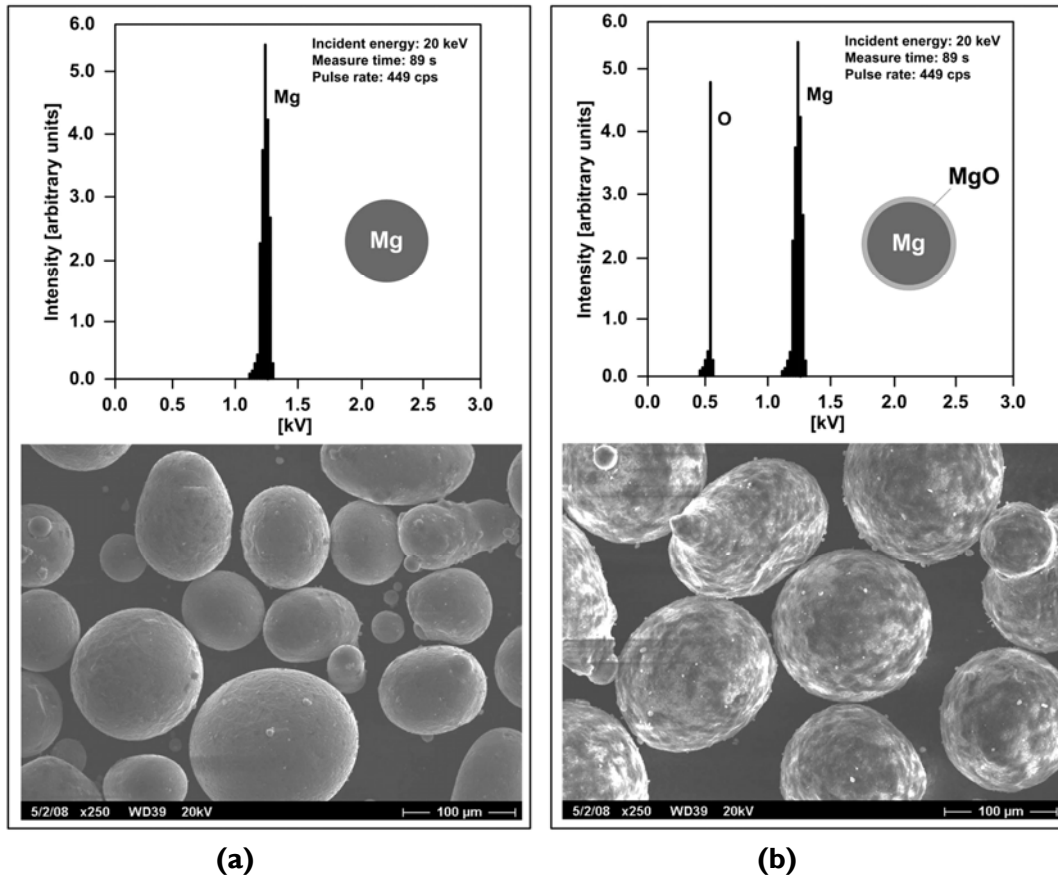 6.0
5.0
4.0
3.0
2.0
1.0
0.0
Intensity [arbitrary units]
Incident energy: 20 keV
Measure time: 89 s
Pulse rate: 449 cps
Mg
Mg
0.0 0.5 1.0 1.5 2.0 2.5 3.0
[kV]
5/2/08 x250 WD39 20kV 100 µm
(a)
6.0
5.0
4.0
3.0
2.0
1.0
0.0
Intensity [arbitrary units]
Incident energy: 20 keV
Measure time: 89 s
Pulse rate: 449 cps
O
Mg
MgO
Mg
0.0 0.5 1.0 1.5 2.0 2.5 3.0
[kV]
5/2/08 x250 WD39 20kV 100 µm
(b)